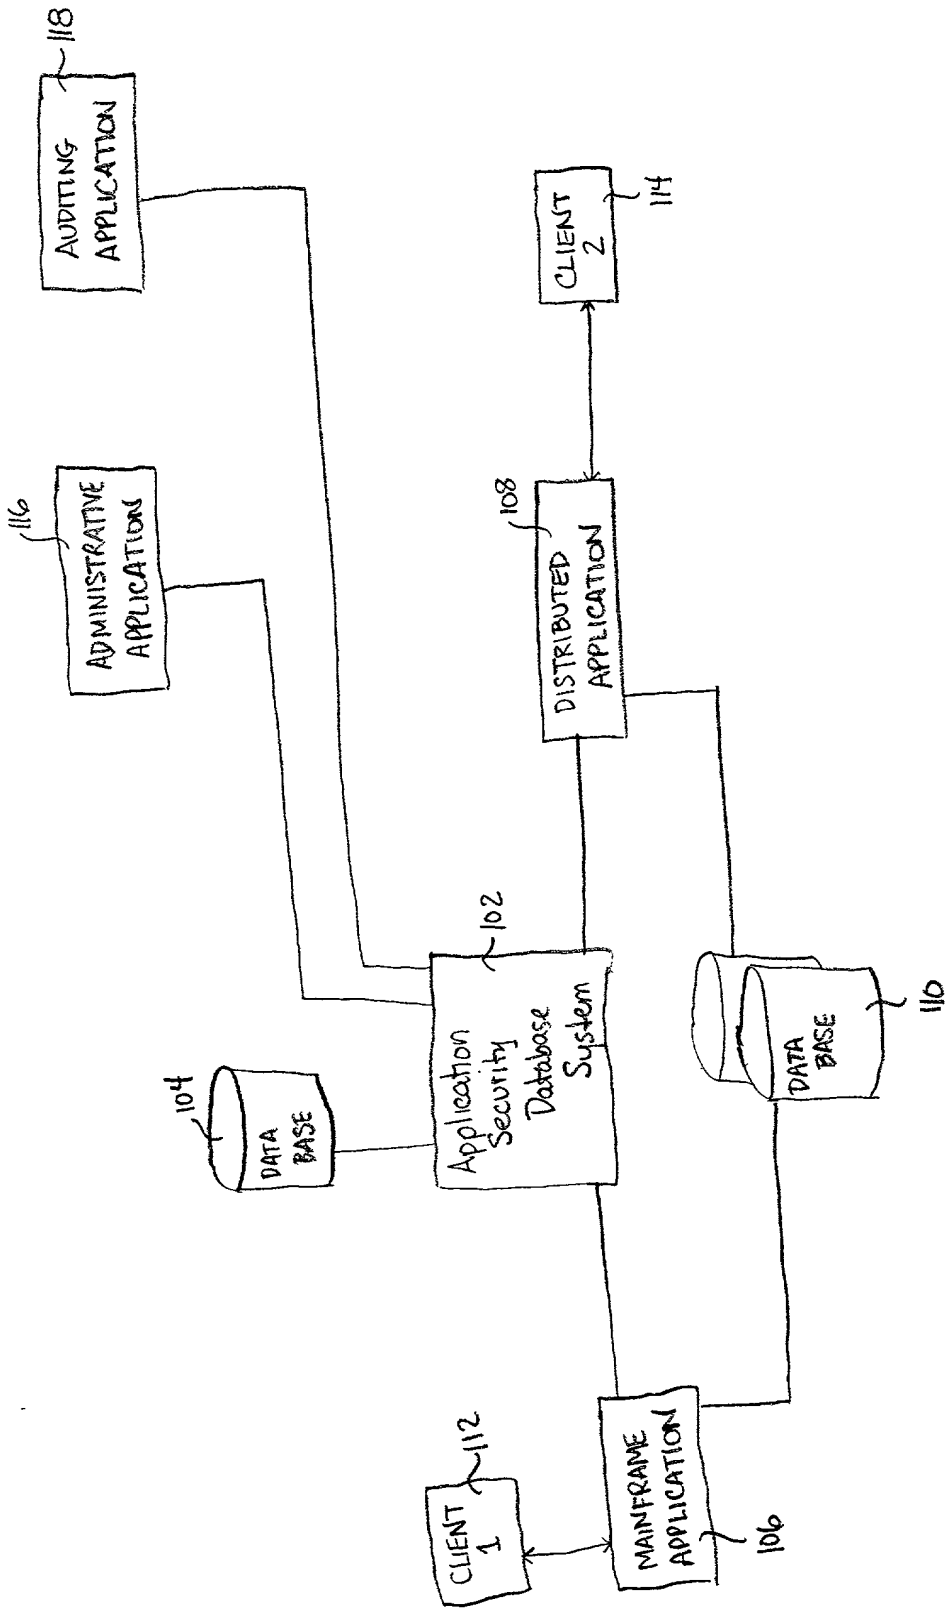 118
AUDITING
APPLICATION
116
ADMINISTRATIVE
APPLICATION
104
DATA
BASE
102
Application
Security
Database
System
108
DISTRIBUTED
APPLICATION
CLIENT
2
114
CLIENT
1
112
MAINFRAME
APPLICATION
106
DATA
BASE
110